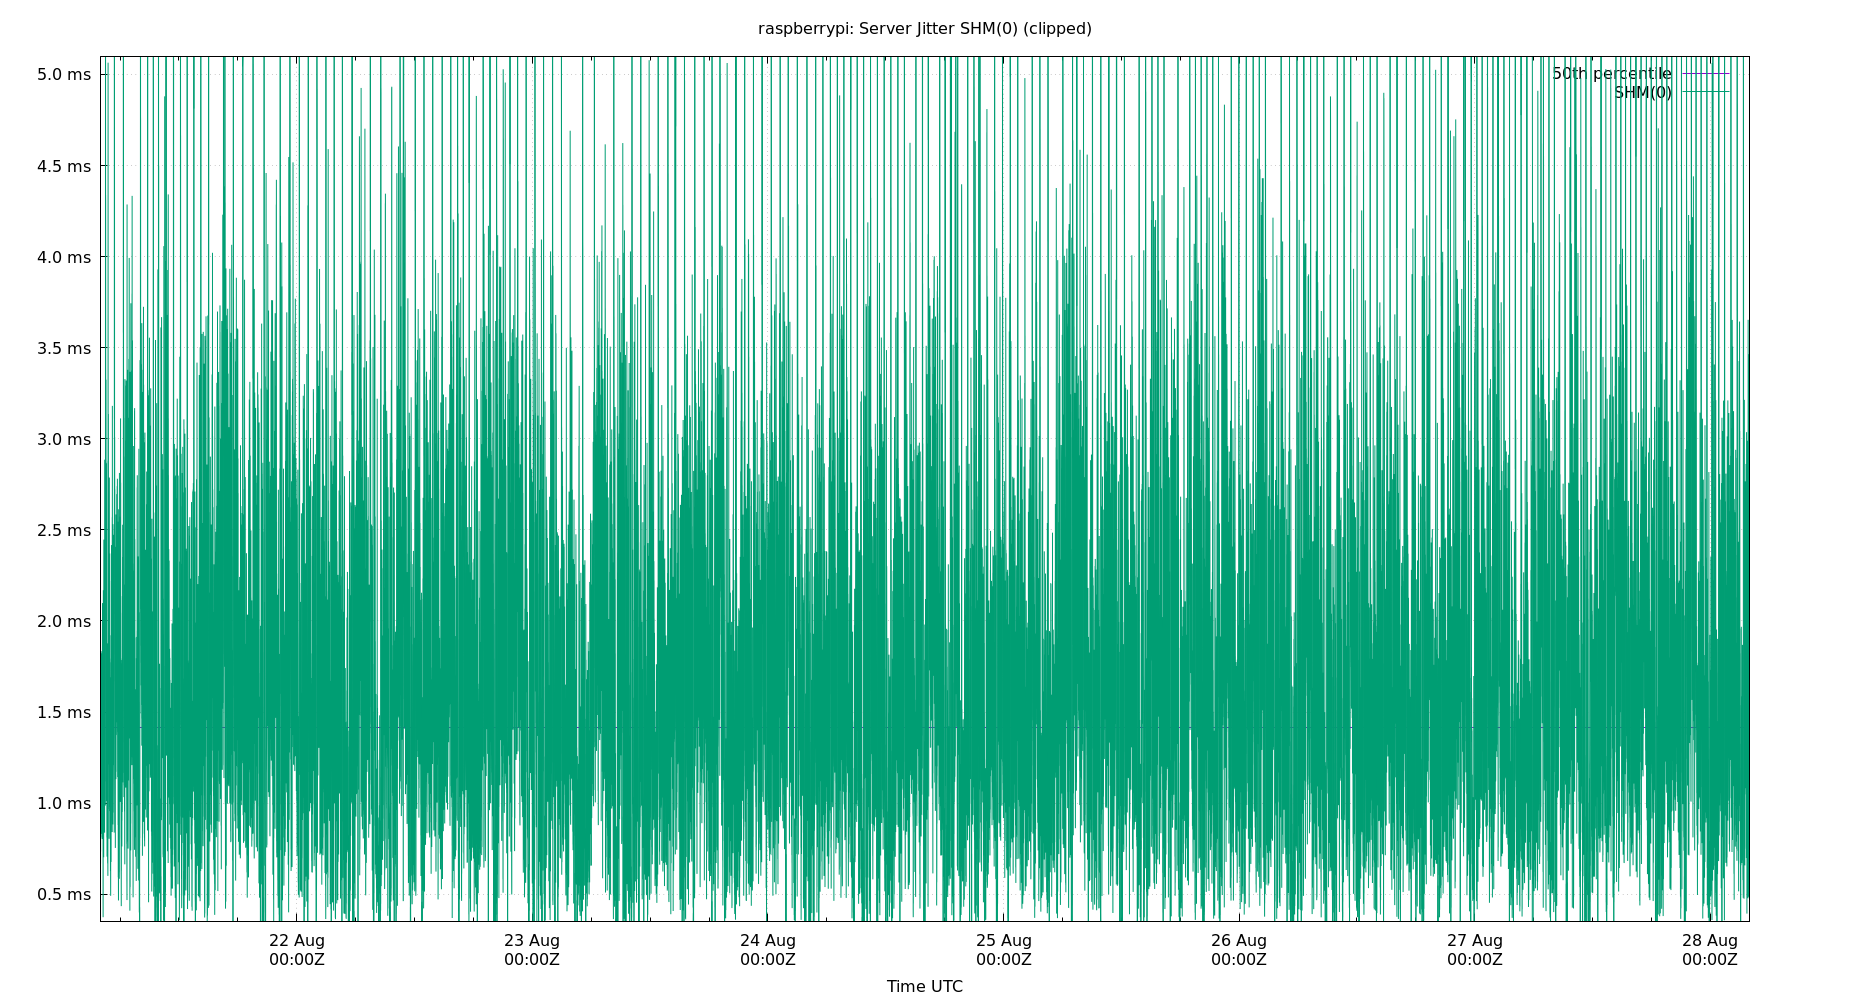 raspberrypi: Server Jitter SHM(0) (clipped)
5.0 ms
50th percentile
SHM(0)
4.5 ms
4.0 ms
3.5 ms
3.0 ms
2.5 ms
2.0 ms
1.5 ms
1.0 ms
0.5 ms
22 Aug 23 Aug 24 Aug 25 Aug 26 Aug 27 Aug 28 Aug
00:00Z 00:00Z 00:00Z 00:00Z 00:00Z 00:00Z 00:00Z
Time UTC